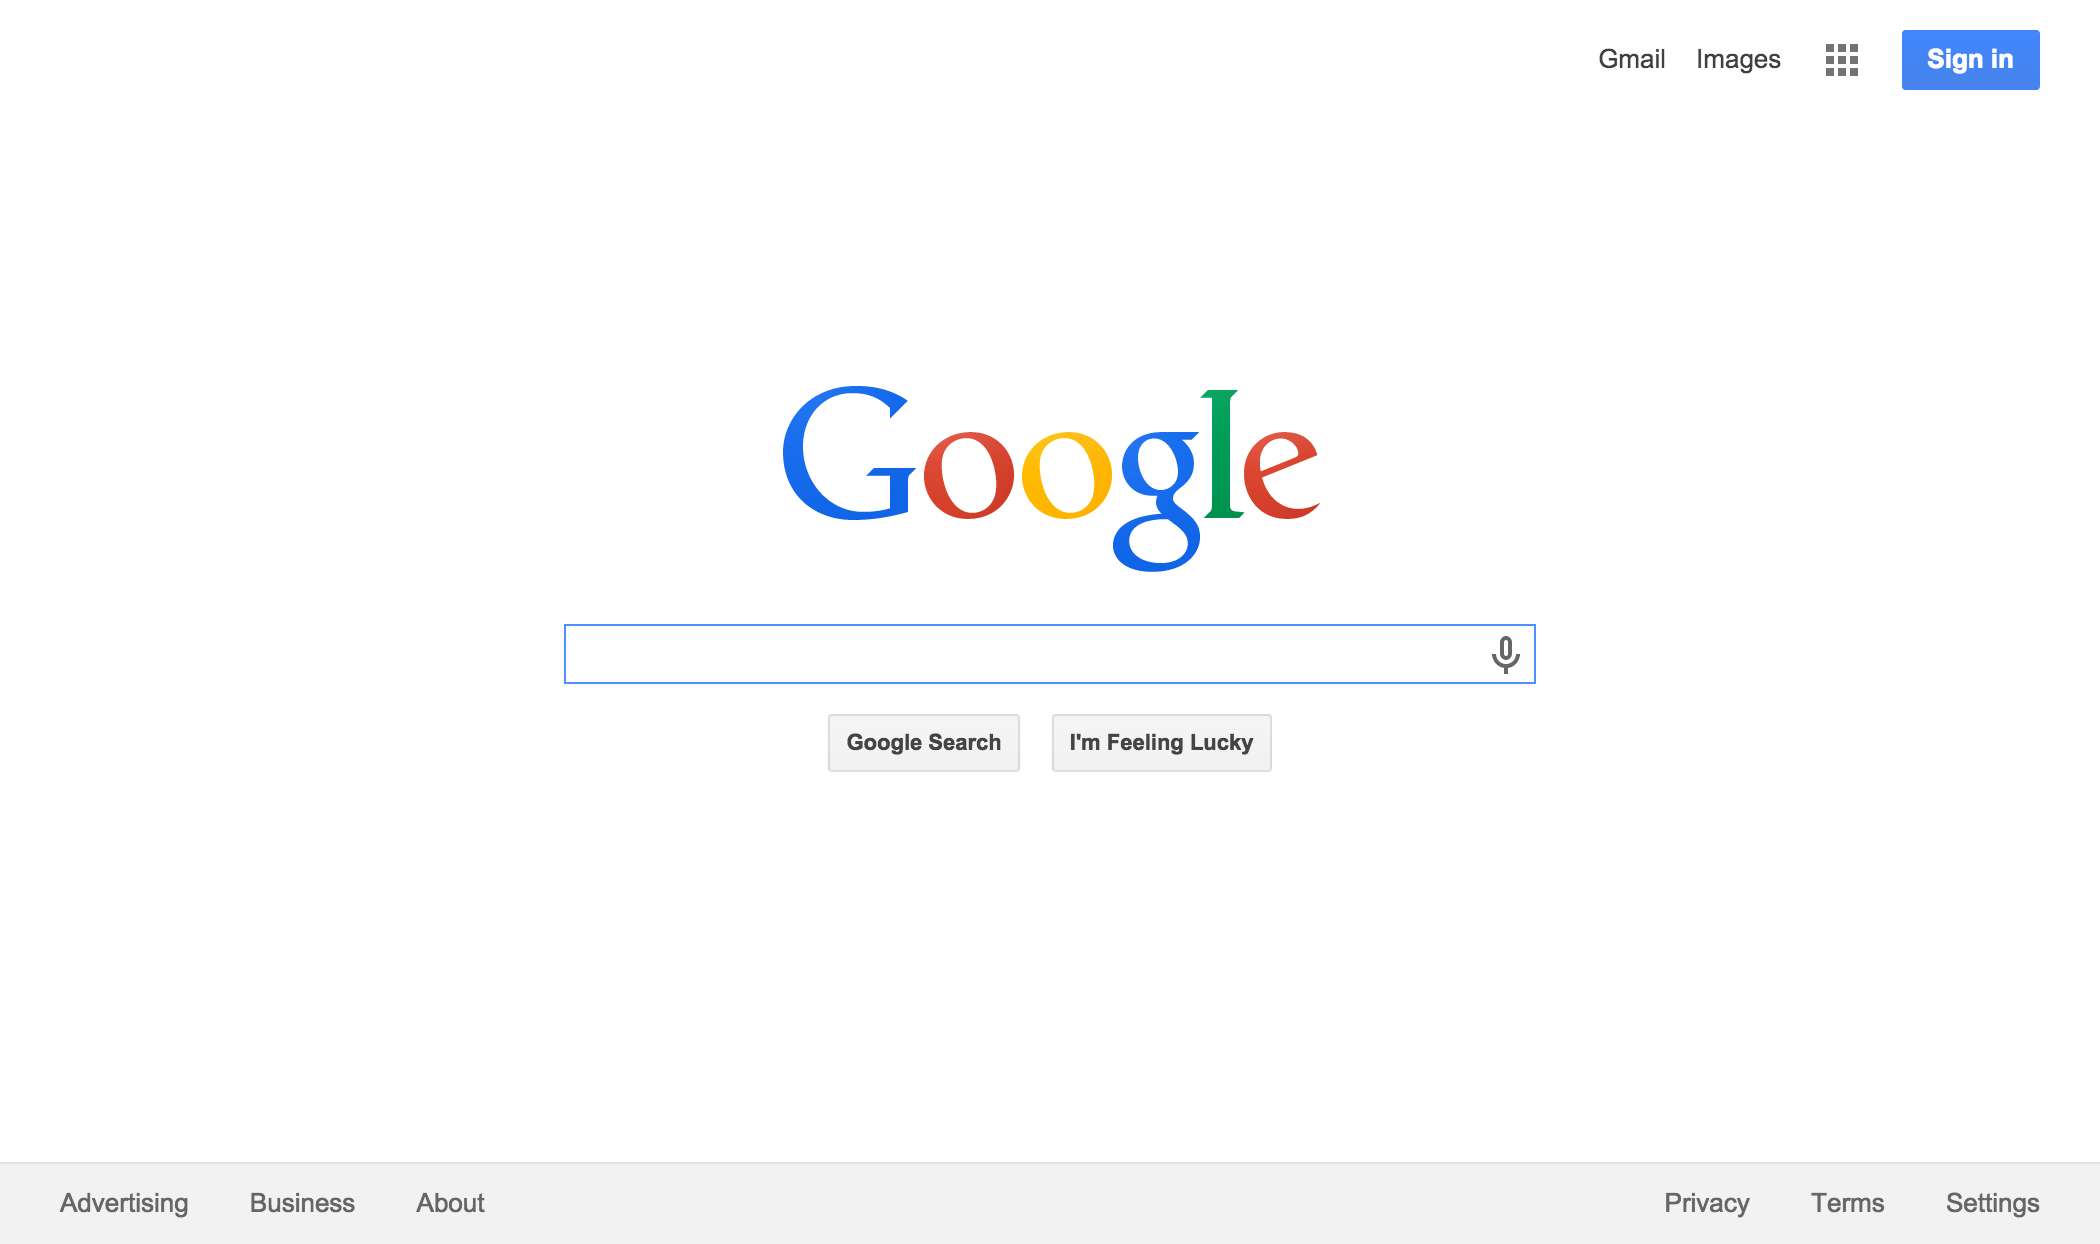 Gmail Images Sign in
Google
Google Search I'm Feeling Lucky
Advertising Business About Privacy Terms Settings